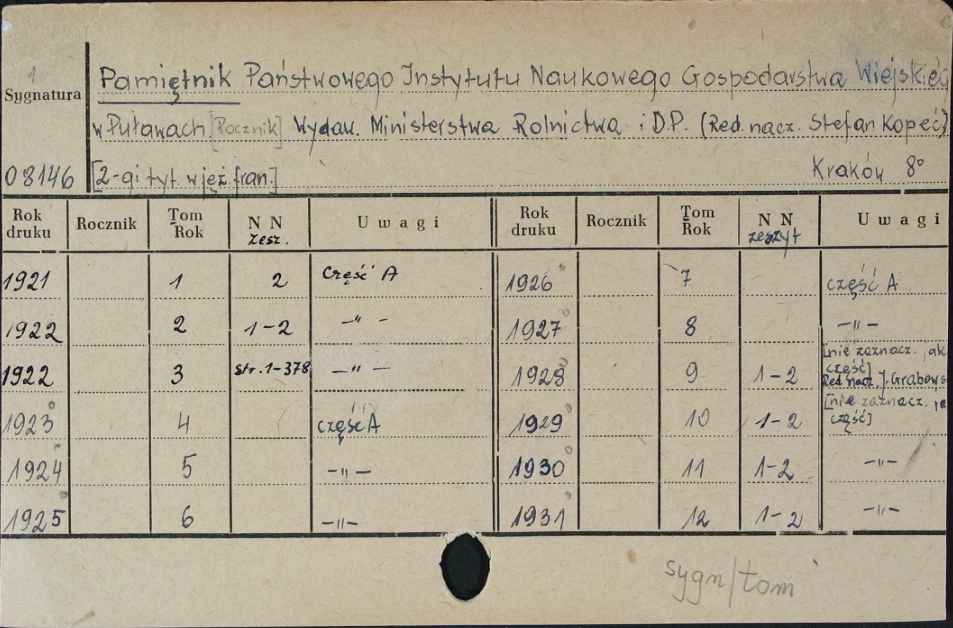 1
Sygnatura
Pamiętnik Państwowego Instytutu Naukowego Gospodarstwa Wiejskiego
w Puławach [Rocznik] Wydaw. Ministerstwa Rolnictwa i D.P. (Red. nacz. Stefan Kopeć)
08146 [2-gi tyt. w jęz. fran.] Kraków 8°
Rok druku Rocznik Tom Rok N N zesz. Uwagi Rok druku Rocznik Tom Rok N N zeszyt Uwagi
1921 1 2 Część A 1926 7 część A
1922 2 1-2 -"- 1927 8 -"-
1922 3 str. 1-378 -"- 1928 9 1-2 [nie zaznacz. jak część] Red. nacz. J. Grabows
1923 4 część A 1929 10 1-2 [nie zaznacz. część]
1924 5 -"- 1930 11 1-2 -"-
1925 6 -"- 1931 12 1-2 -"-
sygn/tom